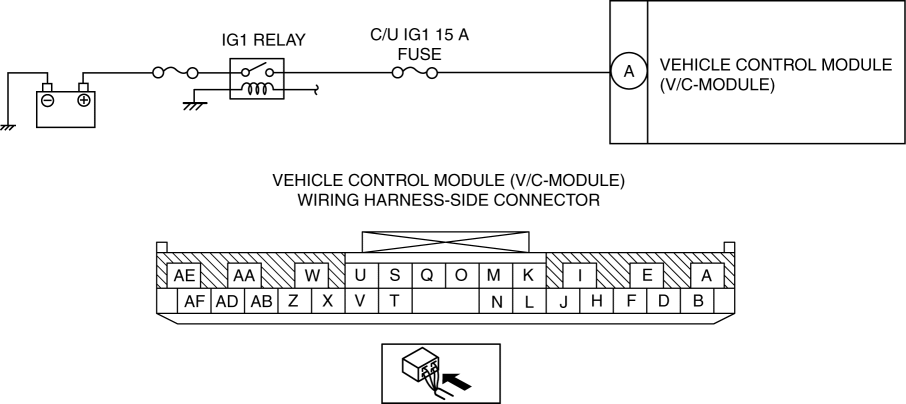 IG1 RELAY
C/U IG1 15 A
FUSE
A
VEHICLE CONTROL MODULE
(V/C-MODULE)
VEHICLE CONTROL MODULE (V/C-MODULE)
WIRING HARNESS-SIDE CONNECTOR
AE AA W U S Q O M K I E A
AF AD AB Z X V T N L J H F D B